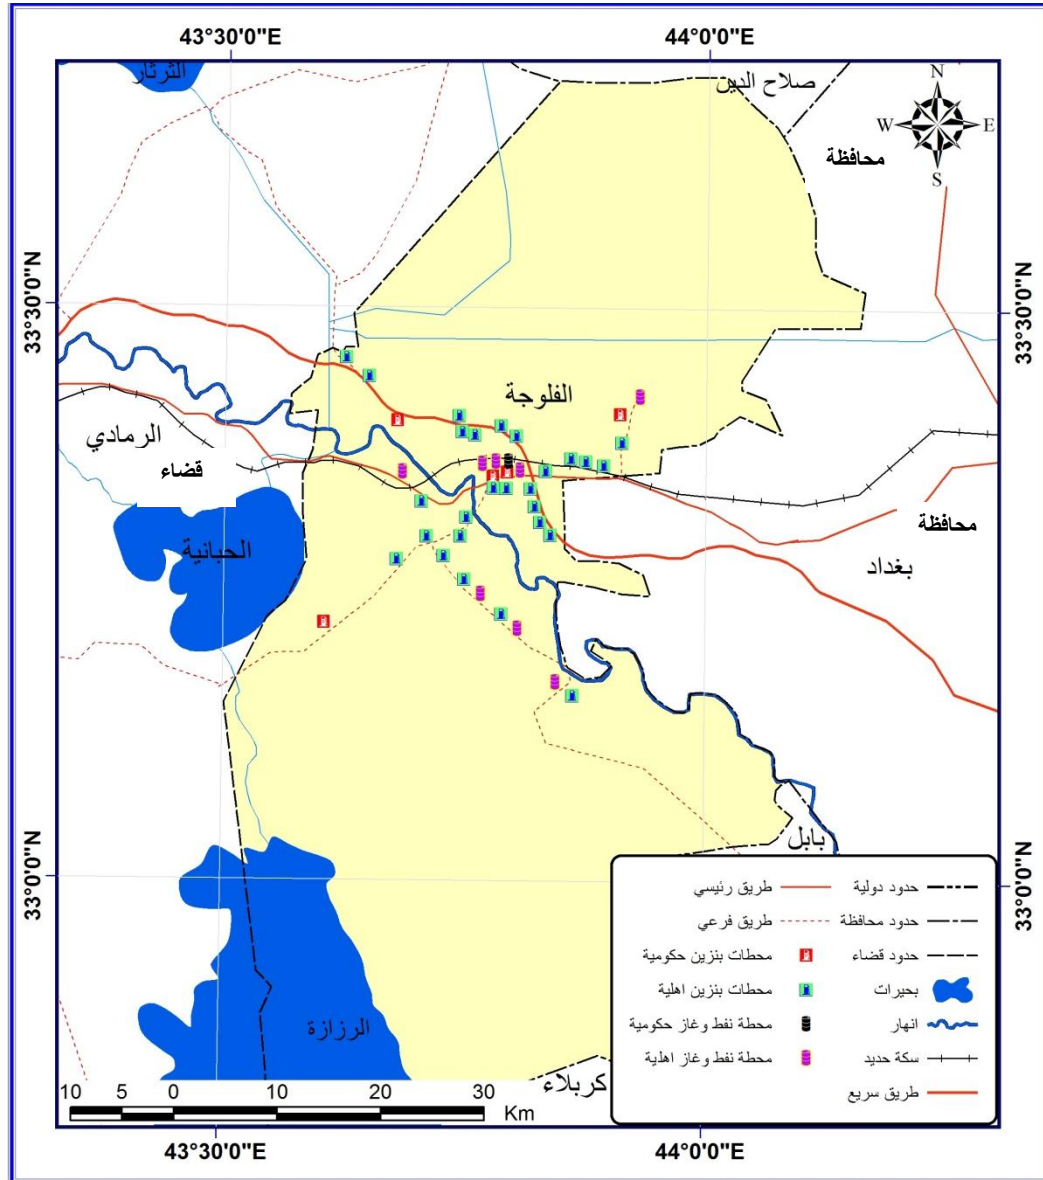 43°30'0"E
44°0'0"E
الثرثار
صلاح الدين
N
W
E
S
محافظة
33°30'0"N
33°30'0"N
الفلوجة
الرمادي
قضاء
محافظة
الحبانية
بغداد
بابل
33°0'0"N
33°0'0"N
حدود دولية
طريق رئيسي
حدود محافظة
طريق فرعي
حدود قضاء
محطات بنزين حكومية
بحيرات
محطات بنزين اهلية
انهار
محطة نفط وغاز حكومية
سكة حديد
محطة نفط وغاز اهلية
طريق سريع
الرزازة
كربلاء
10 5 0 10 20 30
Km
43°30'0"E
44°0'0"E